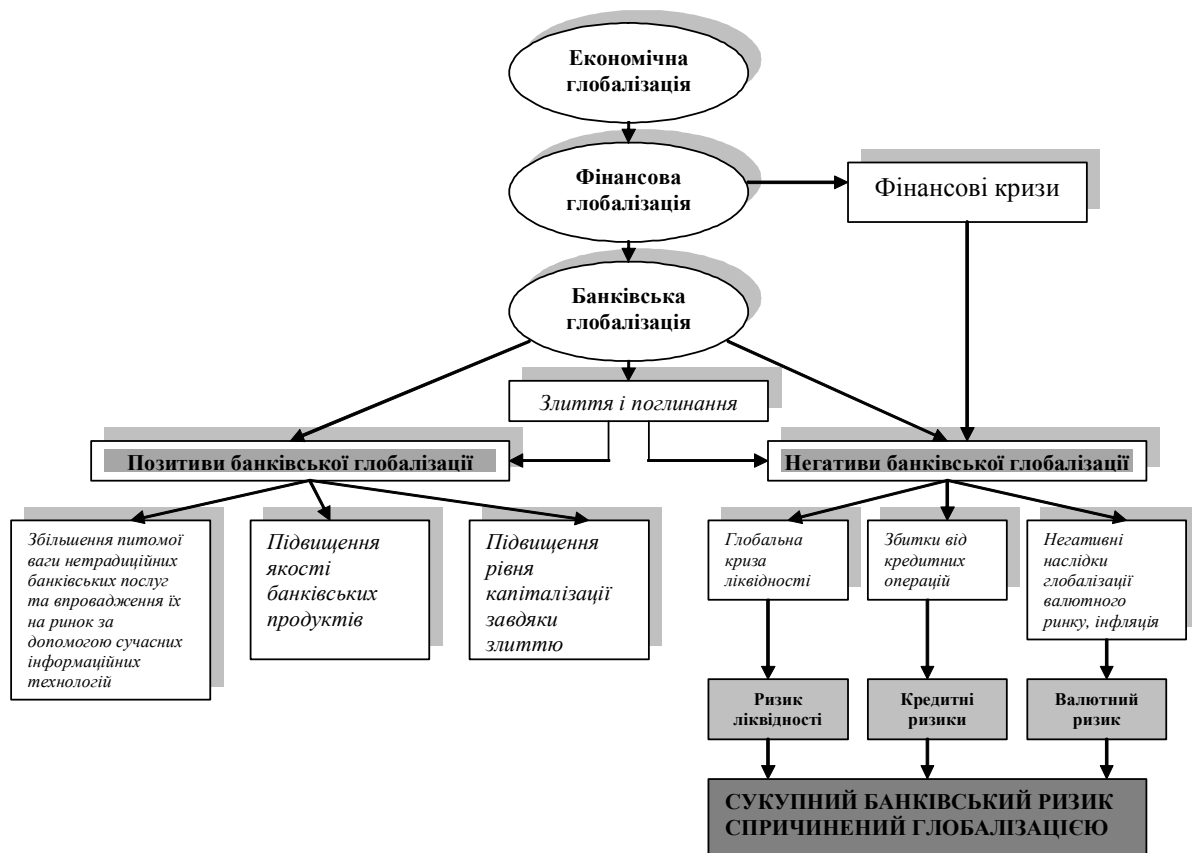 Економічна
глобалізація
Фінансова
глобалізація
Фінансові кризи
Банківська
глобалізація
Злиття і поглинання
Позитиви банківської глобалізації
Негативи банківської глобалізації
Збільшення питомої
ваги нетрадиційних
банківських послуг
та впровадження їх
на ринок за
допомогою сучасних
інформаційних
технологій
Підвищення
якості
банківських
продуктів
Підвищення
рівня
капіталізації
завдяки
злиттю
Глобальна
криза
ліквідності
Збитки від
кредитних
операцій
Негативні
наслідки
глобалізації
валютного
ринку, інфляція
Ризик
ліквідності
Кредитні
ризики
Валютний
ризик
СУКУПНИЙ БАНКІВСЬКИЙ РИЗИК
СПРИЧИНЕНИЙ ГЛОБАЛІЗАЦІЄЮ